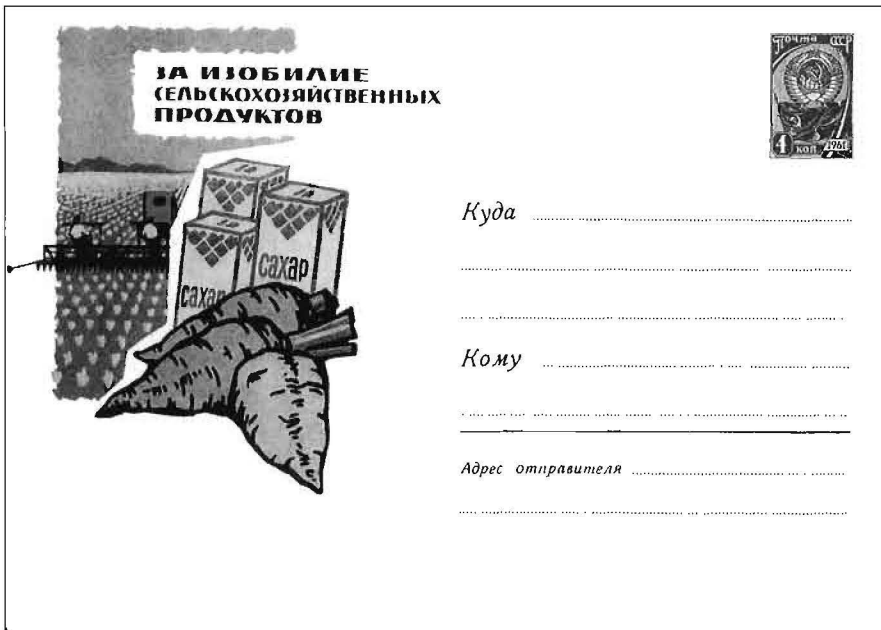 ЗА ИЗОБИЛИЕ
СЕЛЬСКОХОЗЯЙСТВЕННЫХ
ПРОДУКТОВ
почта СССР
4 коп 1961
сахар
сахар
Куда
Кому
Адрес отправителя